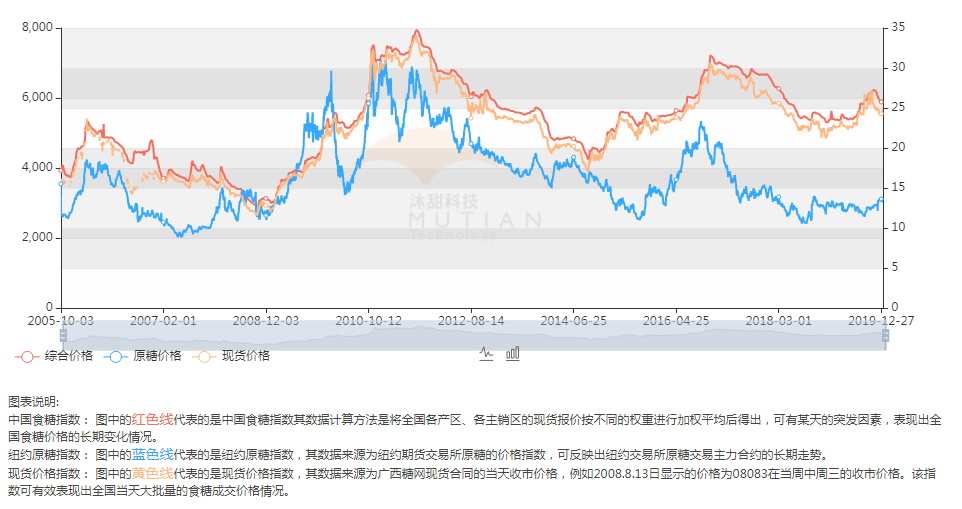 8,000
35
30
6,000
25
20
4,000
15
沐甜科技
MUTIAN
Technology
2,000
10
5
0
0
2005-10-03 2007-02-01 2008-12-03 2010-10-12 2012-08-14 2014-06-25 2016-04-25 2018-03-01 2019-12-27
综合价格 原糖价格 现货价格
图表说明:
中国食糖指数： 图中的红色线代表的是中国食糖指数其数据计算方法是将全国各产区、各主销区的现货报价按不同的权重进行加权平均后得出，可有某天的突发因素，表现出全
国食糖价格的长期变化情况。
纽约原糖指数： 图中的蓝色线代表的是纽约原糖指数，其数据来源为纽约期货交易所原糖的价格指数，可反映出纽约交易所原糖交易主力合约的长期走势。
现货价格指数： 图中的黄色线代表的是现货价格指数，其数据来源为广西糖网现货合同的当天收市价格，例如2008.8.13日显示的价格为08083在当周中周三的收市价格。该指
数可有效表现出全国当天大批量的食糖成交价格情况。